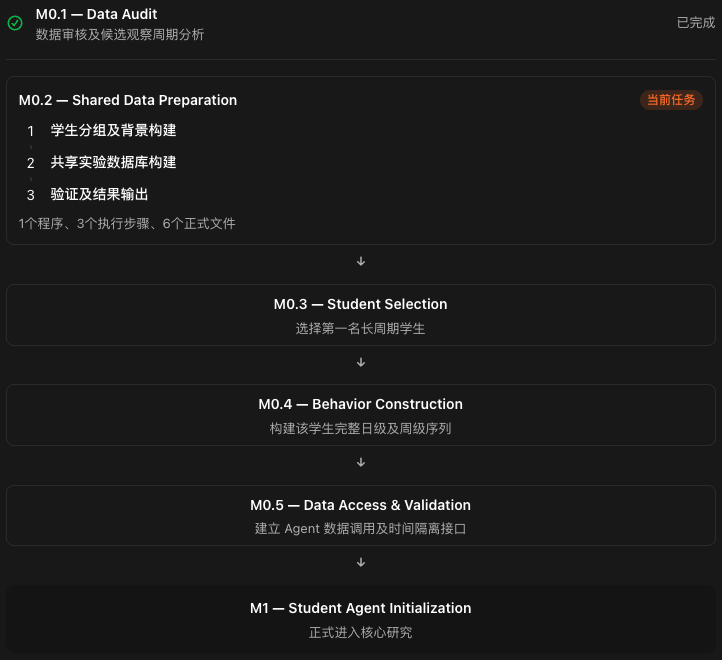 M0.1 — Data Audit
已完成
数据审核及候选观察周期分析
M0.2 — Shared Data Preparation
当前任务
1 学生分组及背景构建
2 共享实验数据库构建
3 验证及结果输出
1个程序、3个执行步骤、6个正式文件
↓
M0.3 — Student Selection
选择第一名长周期学生
↓
M0.4 — Behavior Construction
构建该学生完整日级及周级序列
↓
M0.5 — Data Access & Validation
建立 Agent 数据调用及时间隔离接口
↓
M1 — Student Agent Initialization
正式进入核心研究